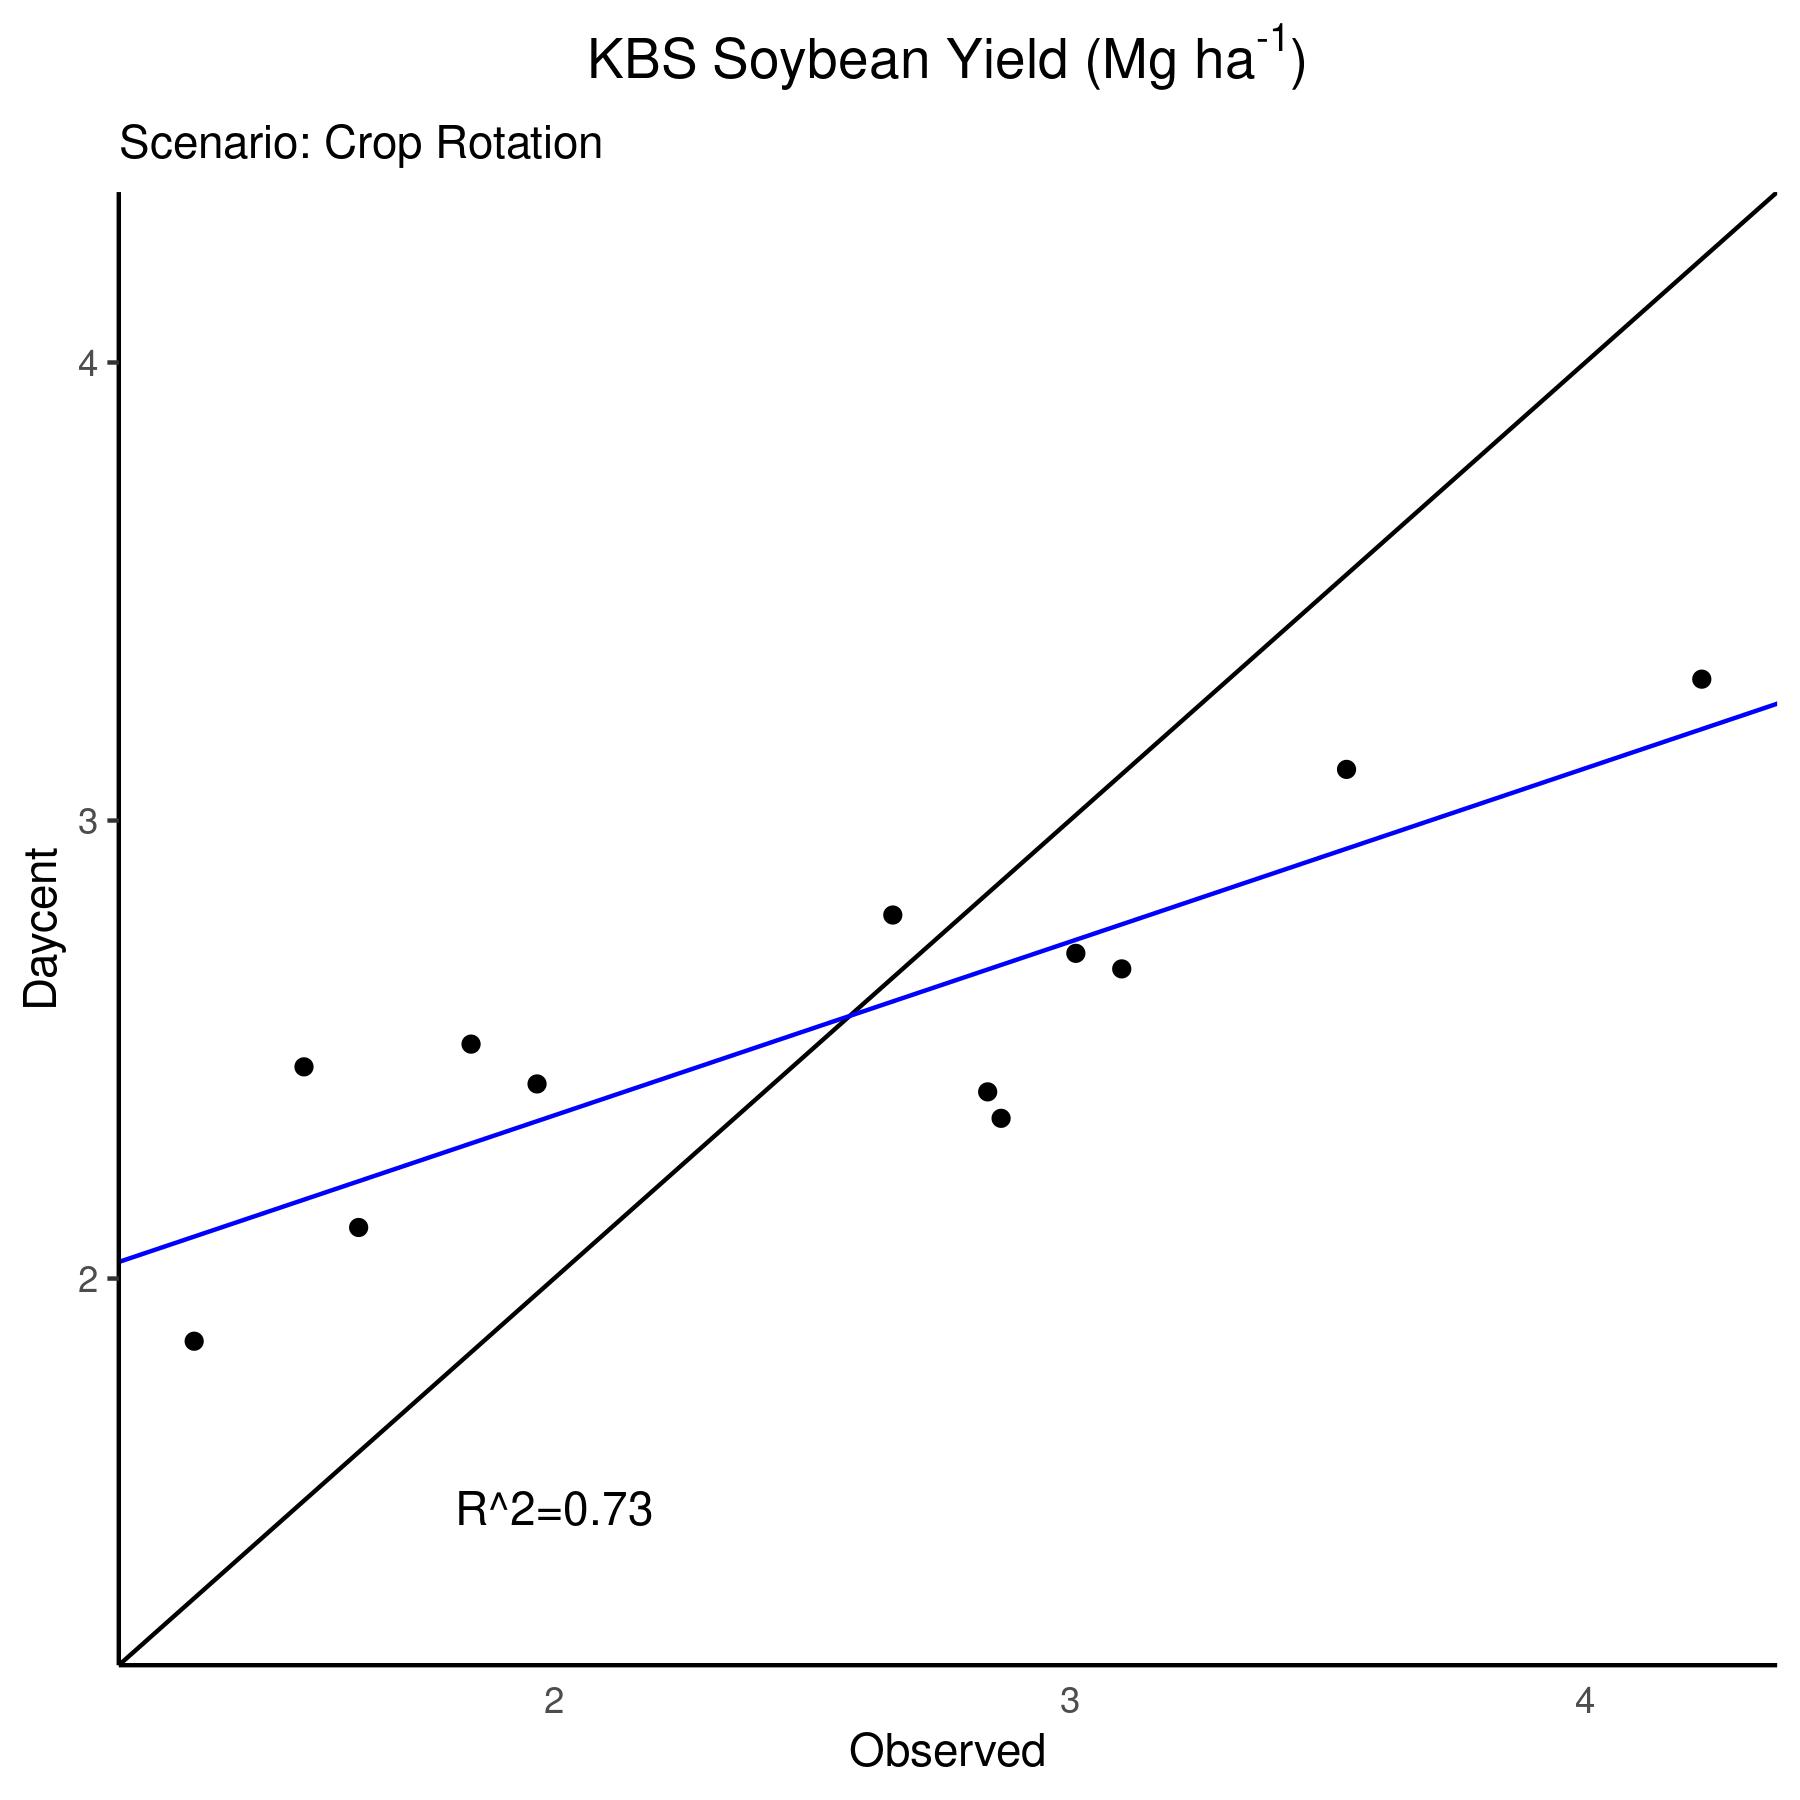 KBS Soybean Yield (Mg ha⁻¹)
Scenario: Crop Rotation
4
3
2
Daycent
R^2=0.73
2 3 4
Observed